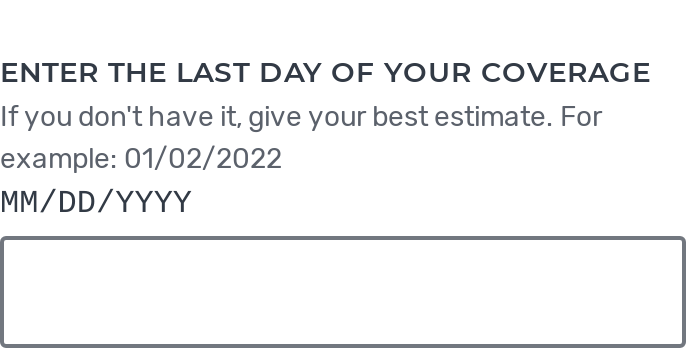 ENTER THE LAST DAY OF YOUR COVERAGE
If you don't have it, give your best estimate. For
example: 01/02/2022
MM/DD/YYYY